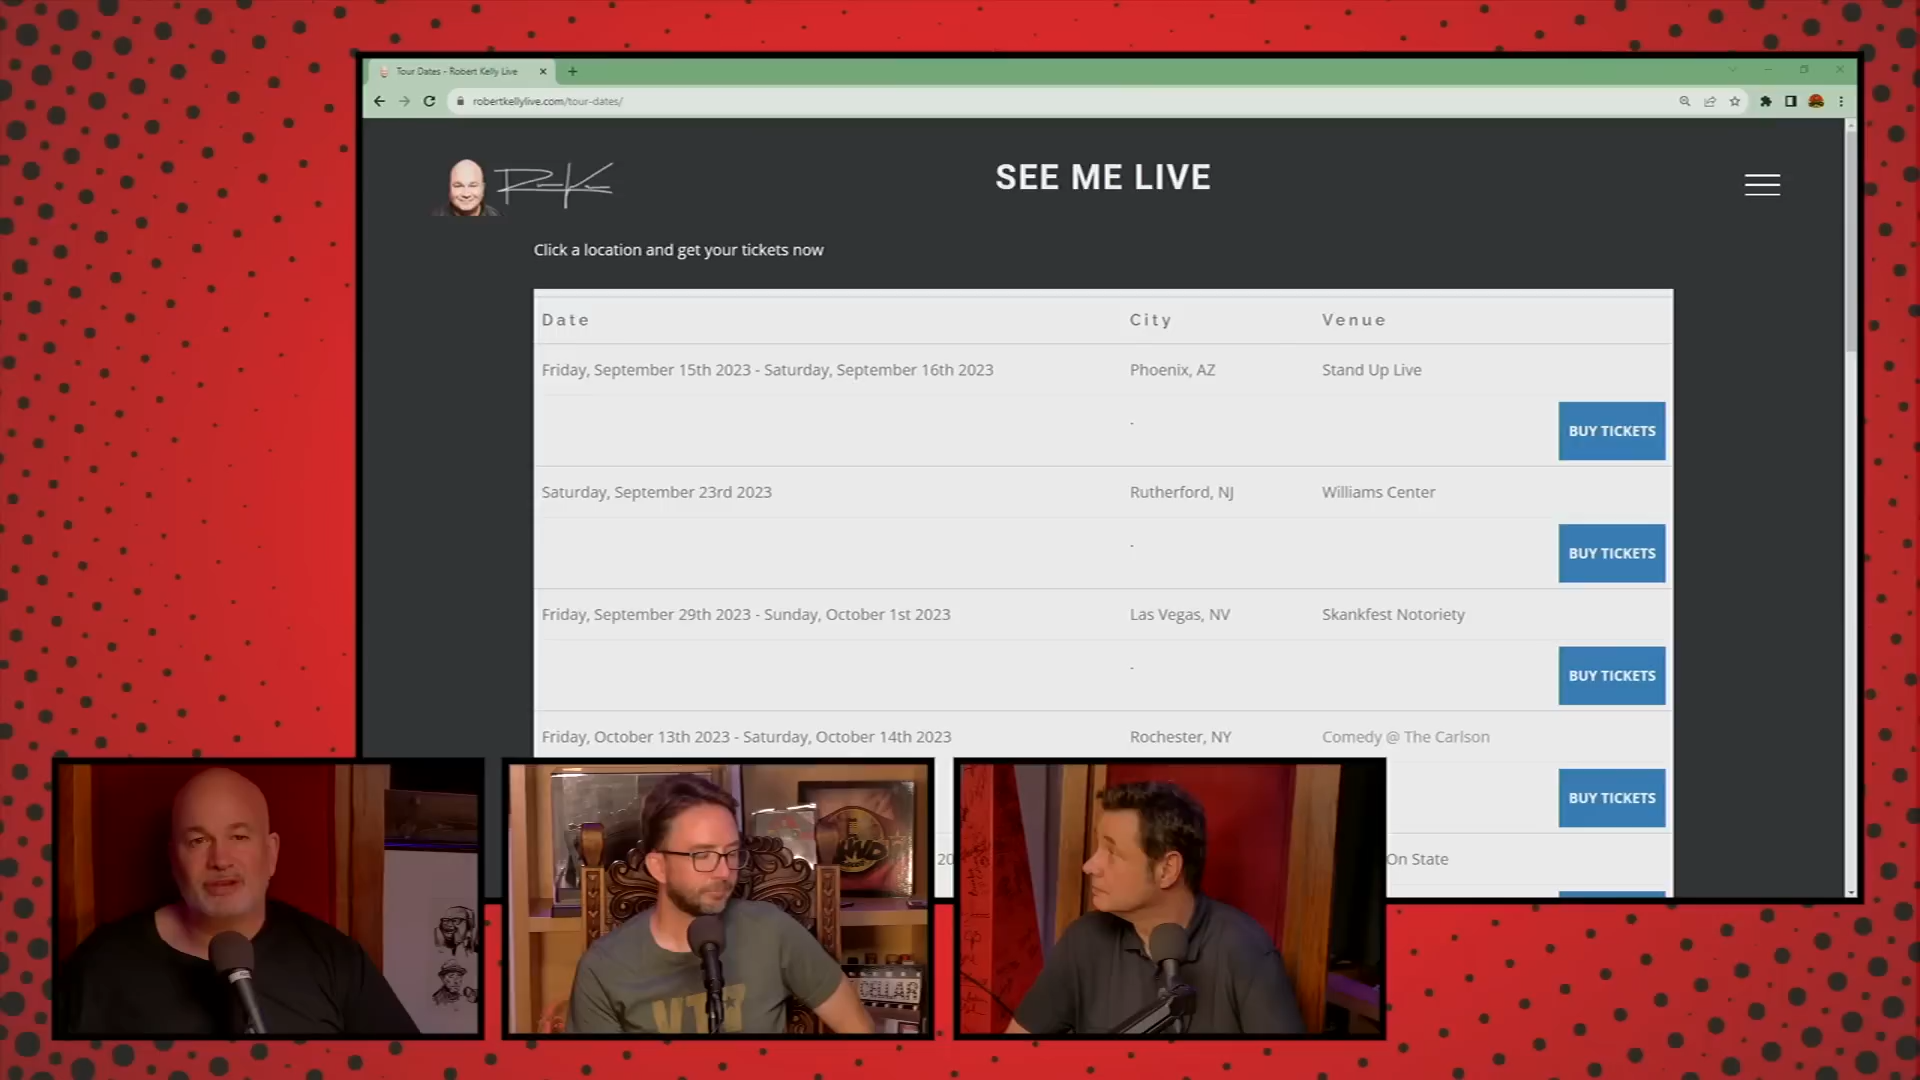 Tour Dates - Robert Kelly Live
robertkellylive.com/tour-dates/
SEE ME LIVE
Click a location and get your tickets now
Date City Venue
Friday, September 15th 2023 - Saturday, September 16th 2023 Phoenix, AZ Stand Up Live
.
BUY TICKETS
Saturday, September 23rd 2023 Rutherford, NJ Williams Center
.
BUY TICKETS
Friday, September 29th 2023 - Sunday, October 1st 2023 Las Vegas, NV Skankfest Notoriety
.
BUY TICKETS
Friday, October 13th 2023 - Saturday, October 14th 2023 Rochester, NY Comedy @ The Carlson
BUY TICKETS
20 On State
KWD
CELLAR